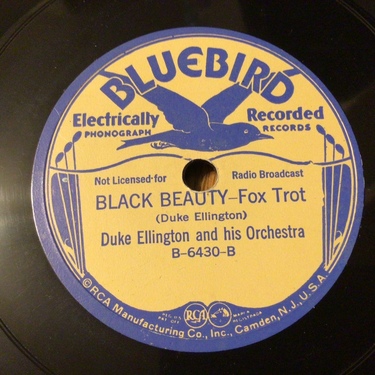 BLUEBIRD
Electrically Recorded
PHONOGRAPH RECORDS
Not Licensed for Radio Broadcast
BLACK BEAUTY–Fox Trot
(Duke Ellington)
Duke Ellington and his Orchestra
B-6430-B
RCA
©RCA Manufacturing Co., Inc., Camden, N.J., U.S.A.